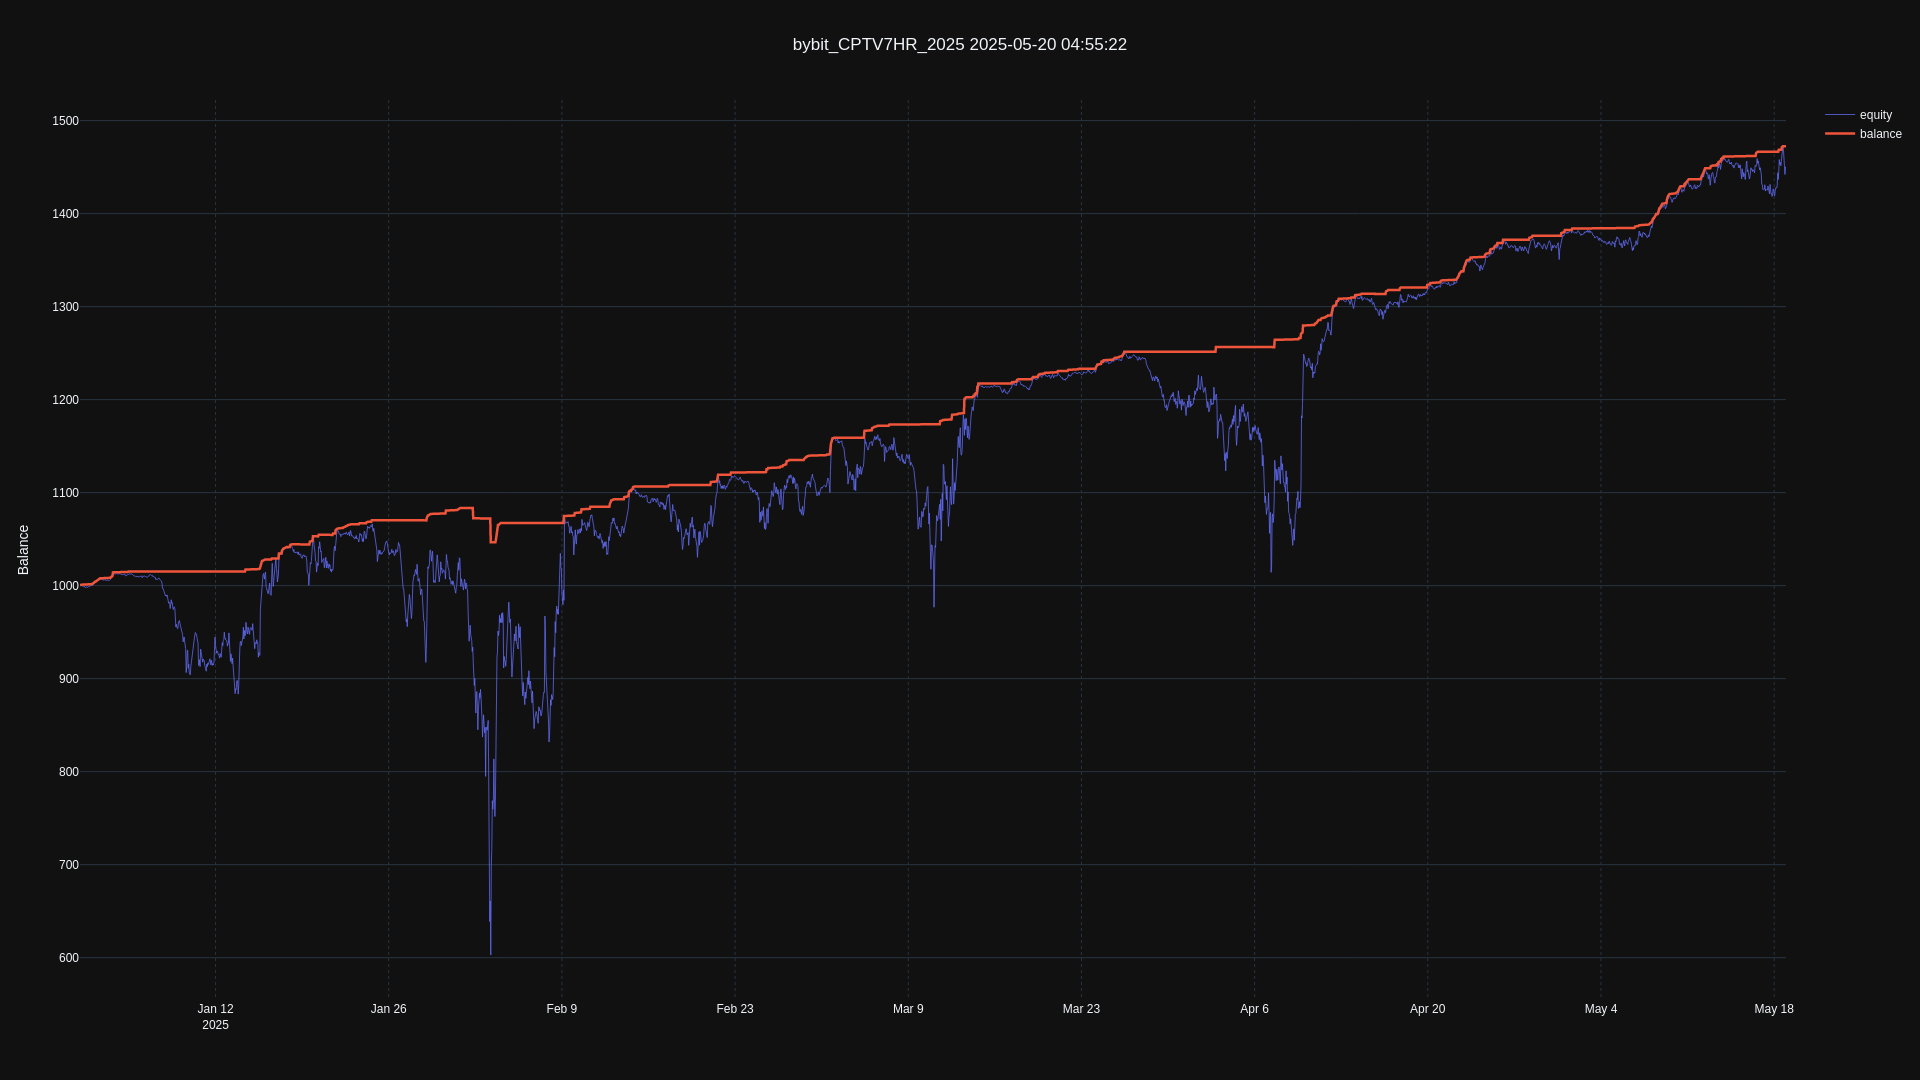 bybit_CPTV7HR_2025 2025-05-20 04:55:22
equity
balance
Balance
1500
1400
1300
1200
1100
1000
900
800
700
600
Jan 12
2025
Jan 26
Feb 9
Feb 23
Mar 9
Mar 23
Apr 6
Apr 20
May 4
May 18